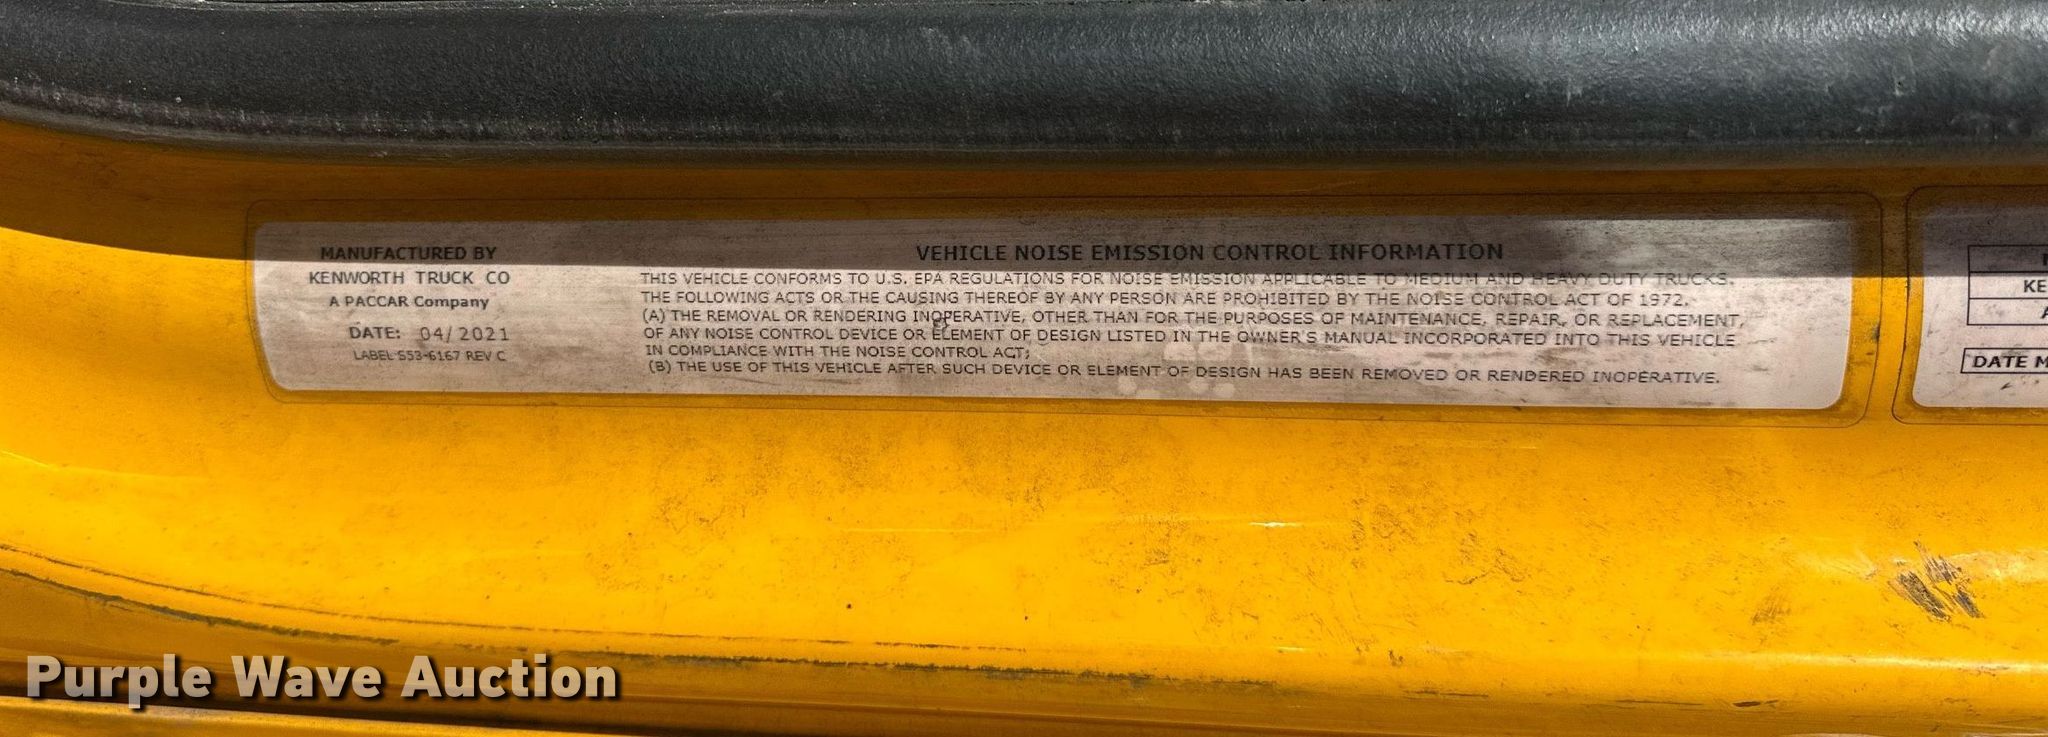 MANUFACTURED BY
KENWORTH TRUCK CO
A PACCAR Company
DATE: 04/2021
LABEL S53-6167 REV C
VEHICLE NOISE EMISSION CONTROL INFORMATION
THIS VEHICLE CONFORMS TO U.S. EPA REGULATIONS FOR NOISE EMISSION APPLICABLE TO MEDIUM AND HEAVY DUTY TRUCKS.
THE FOLLOWING ACTS OR THE CAUSING THEREOF BY ANY PERSON ARE PROHIBITED BY THE NOISE CONTROL ACT OF 1972.
(A) THE REMOVAL OR RENDERING INOPERATIVE, OTHER THAN FOR THE PURPOSES OF MAINTENANCE, REPAIR, OR REPLACEMENT,
OF ANY NOISE CONTROL DEVICE OR ELEMENT OF DESIGN LISTED IN THE OWNER'S MANUAL INCORPORATED INTO THIS VEHICLE
IN COMPLIANCE WITH THE NOISE CONTROL ACT;
(B) THE USE OF THIS VEHICLE AFTER SUCH DEVICE OR ELEMENT OF DESIGN HAS BEEN REMOVED OR RENDERED INOPERATIVE.
KE
DATE M
Purple Wave Auction